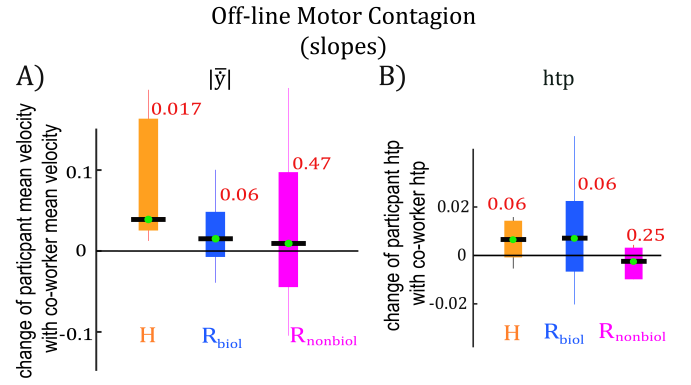 Off-line Motor Contagion
(slopes)
A)
|ẏ̄|
change of particpant mean velocity
with co-worker mean velocity
0.1
0
-0.1
0.017
0.06
0.47
H
R_biol
R_nonbiol
B)
htp
change of particpant htp
with co-worker htp
0.02
0
-0.02
0.06
0.06
0.25
H
R_biol
R_nonbiol